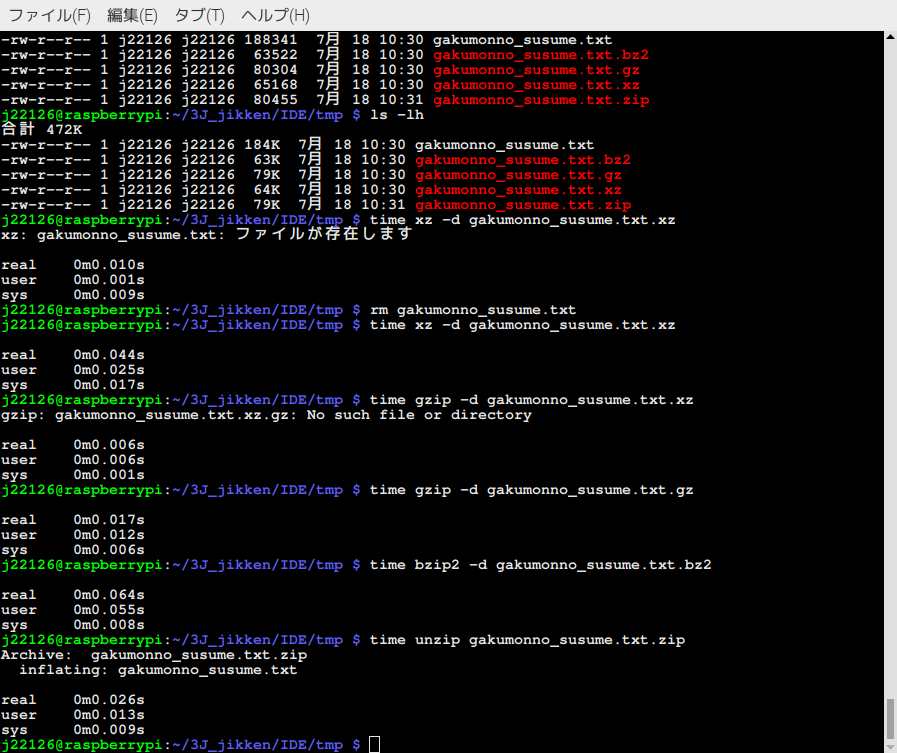 ファイル(F) 編集(E) タブ(T) ヘルプ(H)
-rw-r--r-- 1 j22126 j22126 188341  7月 18 10:30 gakumonno_susume.txt
-rw-r--r-- 1 j22126 j22126  63522  7月 18 10:30 gakumonno_susume.txt.bz2
-rw-r--r-- 1 j22126 j22126  80304  7月 18 10:30 gakumonno_susume.txt.gz
-rw-r--r-- 1 j22126 j22126  65168  7月 18 10:30 gakumonno_susume.txt.xz
-rw-r--r-- 1 j22126 j22126  80455  7月 18 10:31 gakumonno_susume.txt.zip
j22126@raspberrypi:~/3J_jikken/IDE/tmp $ ls -lh
合計 472K
-rw-r--r-- 1 j22126 j22126 184K  7月 18 10:30 gakumonno_susume.txt
-rw-r--r-- 1 j22126 j22126  63K  7月 18 10:30 gakumonno_susume.txt.bz2
-rw-r--r-- 1 j22126 j22126  79K  7月 18 10:30 gakumonno_susume.txt.gz
-rw-r--r-- 1 j22126 j22126  64K  7月 18 10:30 gakumonno_susume.txt.xz
-rw-r--r-- 1 j22126 j22126  79K  7月 18 10:31 gakumonno_susume.txt.zip
j22126@raspberrypi:~/3J_jikken/IDE/tmp $ time xz -d gakumonno_susume.txt.xz
xz: gakumonno_susume.txt: ファイルが存在します
real    0m0.010s
user    0m0.001s
sys     0m0.009s
j22126@raspberrypi:~/3J_jikken/IDE/tmp $ rm gakumonno_susume.txt
j22126@raspberrypi:~/3J_jikken/IDE/tmp $ time xz -d gakumonno_susume.txt.xz
real    0m0.044s
user    0m0.025s
sys     0m0.017s
j22126@raspberrypi:~/3J_jikken/IDE/tmp $ time gzip -d gakumonno_susume.txt.xz
gzip: gakumonno_susume.txt.xz.gz: No such file or directory
real    0m0.006s
user    0m0.006s
sys     0m0.001s
j22126@raspberrypi:~/3J_jikken/IDE/tmp $ time gzip -d gakumonno_susume.txt.gz
real    0m0.017s
user    0m0.012s
sys     0m0.006s
j22126@raspberrypi:~/3J_jikken/IDE/tmp $ time bzip2 -d gakumonno_susume.txt.bz2
real    0m0.064s
user    0m0.055s
sys     0m0.008s
j22126@raspberrypi:~/3J_jikken/IDE/tmp $ time unzip gakumonno_susume.txt.zip
Archive:  gakumonno_susume.txt.zip
  inflating: gakumonno_susume.txt
real    0m0.026s
user    0m0.013s
sys     0m0.009s
j22126@raspberrypi:~/3J_jikken/IDE/tmp $